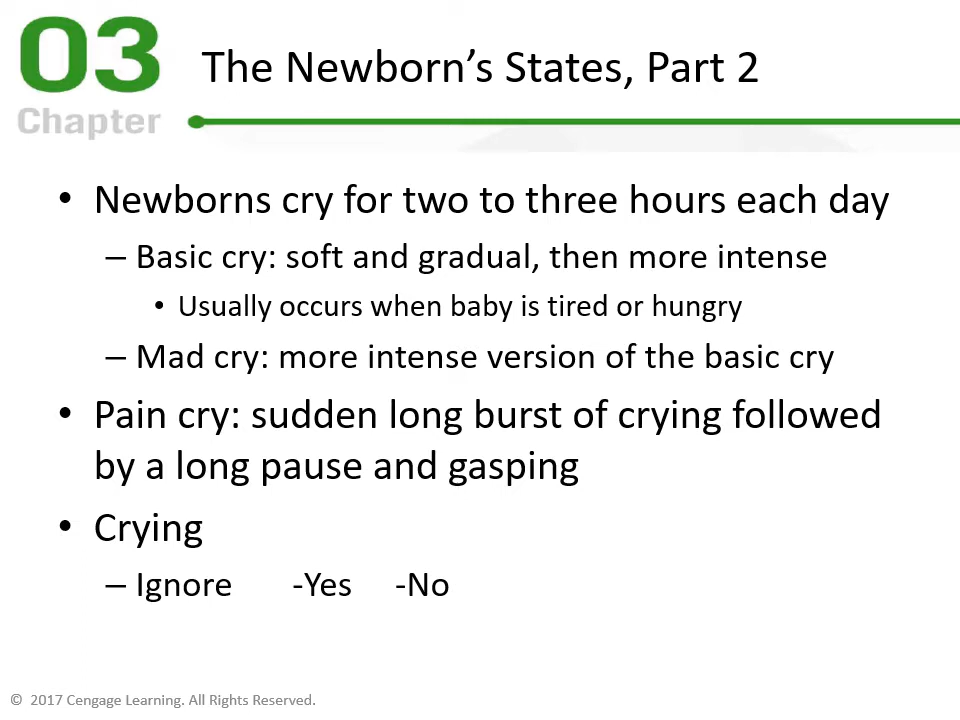 03
Chapter
The Newborn’s States, Part 2
• Newborns cry for two to three hours each day
– Basic cry: soft and gradual, then more intense
• Usually occurs when baby is tired or hungry
– Mad cry: more intense version of the basic cry
• Pain cry: sudden long burst of crying followed
by a long pause and gasping
• Crying
– Ignore -Yes -No
© 2017 Cengage Learning. All Rights Reserved.